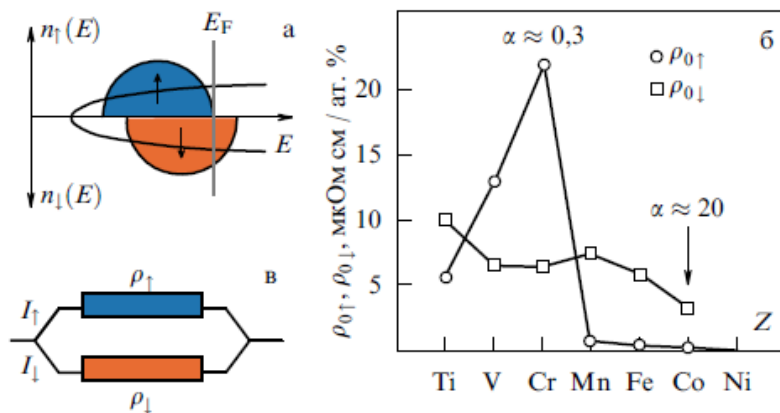 n↑(E)
E_F
а
E
n↓(E)
ρ↑
в
I↑
I↓
ρ↓
α ≈ 0,3
б
ρ0↑
ρ0↓
ρ0↑, ρ0↓, мкОм см / ат. %
20
15
10
5
α ≈ 20
Z
Ti V Cr Mn Fe Co Ni